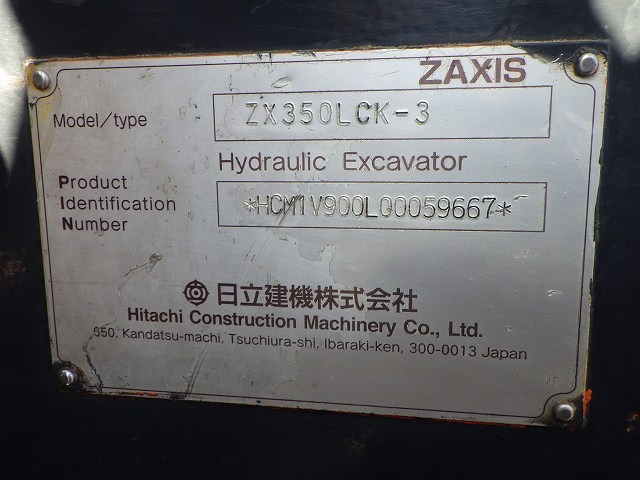 ZAXIS
Model/type ZX350LCK-3
Hydraulic Excavator
Product
Identification
Number
*HCM1V900L00059667*
日立建機株式会社
Hitachi Construction Machinery Co., Ltd.
650, Kandatsu-machi, Tsuchiura-shi, Ibaraki-ken, 300-0013 Japan